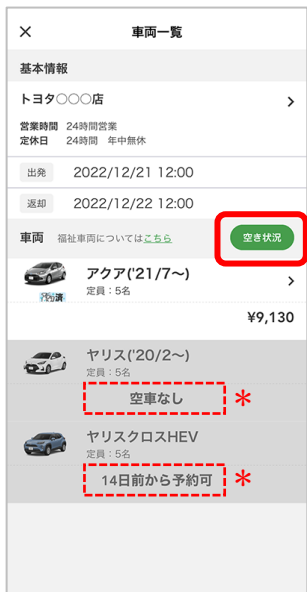 × 車両一覧
基本情報
トヨタ〇〇〇店 >
営業時間 24時間営業
定休日 24時間 年中無休
出発 2022/12/21 12:00
返却 2022/12/22 12:00
車両 福祉車両についてはこちら 空き状況
アクア('21/7〜) >
定員：5名
¥9,130
ヤリス('20/2〜)
定員：5名
空車なし *
ヤリスクロスHEV
定員：5名
14日前から予約可 *